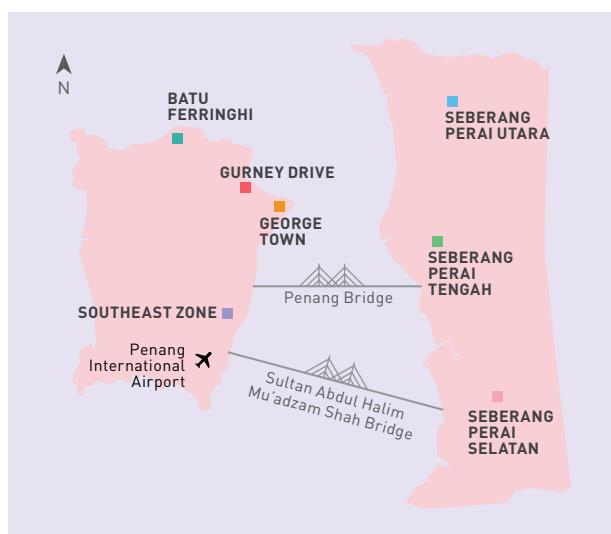 N
BATU
FERRINGHI
SEBERANG
PERAI UTARA
GURNEY DRIVE
GEORGE
TOWN
SEBERANG
PERAI
TENGAH
Penang Bridge
SOUTHEAST ZONE
Penang
International
Airport
Sultan Abdul Halim
Mu'adzam Shah Bridge
SEBERANG
PERAI
SELATAN